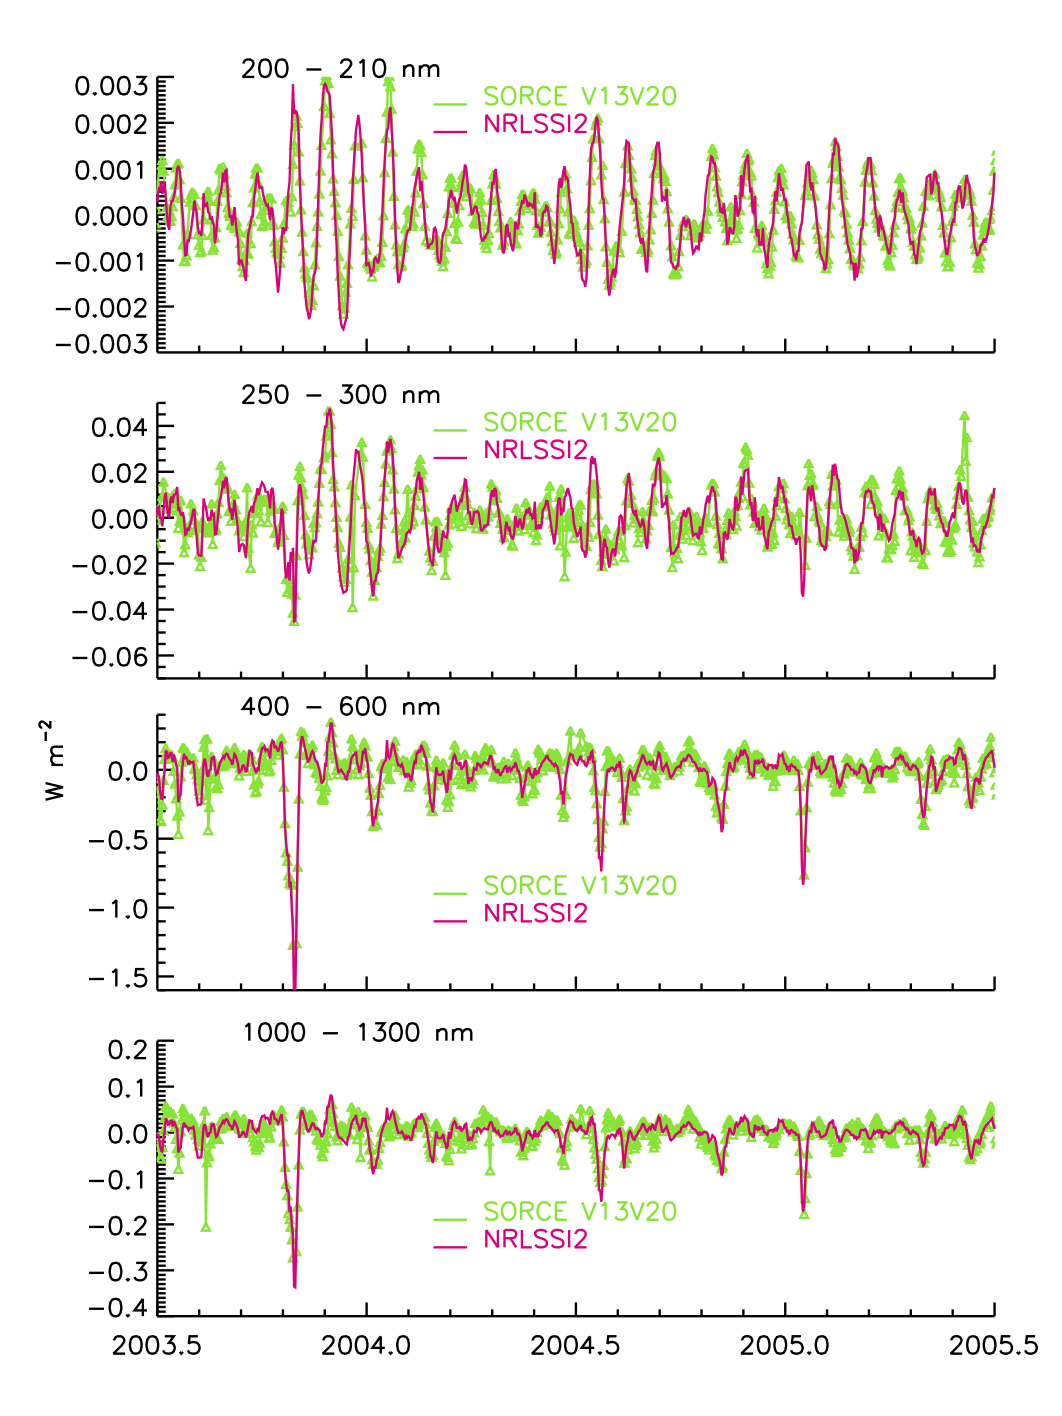 200 − 210 nm
SORCE V13V20
NRLSSI2
0.003
0.002
0.001
0.000
−0.001
−0.002
−0.003
250 − 300 nm
SORCE V13V20
NRLSSI2
0.04
0.02
0.00
−0.02
−0.04
−0.06
400 − 600 nm
0.0
−0.5
−1.0
−1.5
SORCE V13V20
NRLSSI2
W m⁻²
1000 − 1300 nm
0.2
0.1
0.0
−0.1
−0.2
−0.3
−0.4
SORCE V13V20
NRLSSI2
2003.5 2004.0 2004.5 2005.0 2005.5